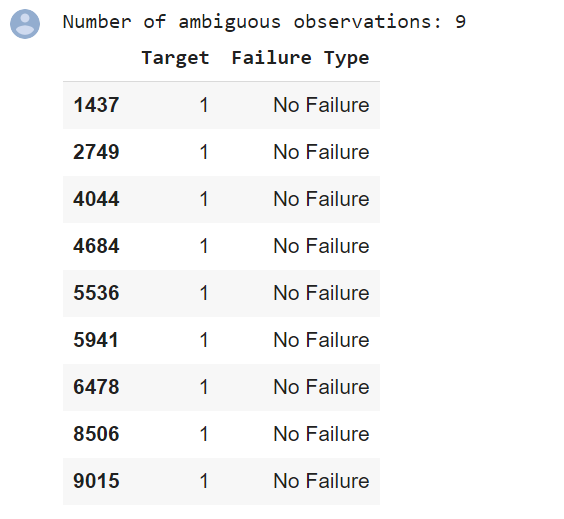 Number of ambiguous observations: 9
Target Failure Type
1437 1 No Failure
2749 1 No Failure
4044 1 No Failure
4684 1 No Failure
5536 1 No Failure
5941 1 No Failure
6478 1 No Failure
8506 1 No Failure
9015 1 No Failure